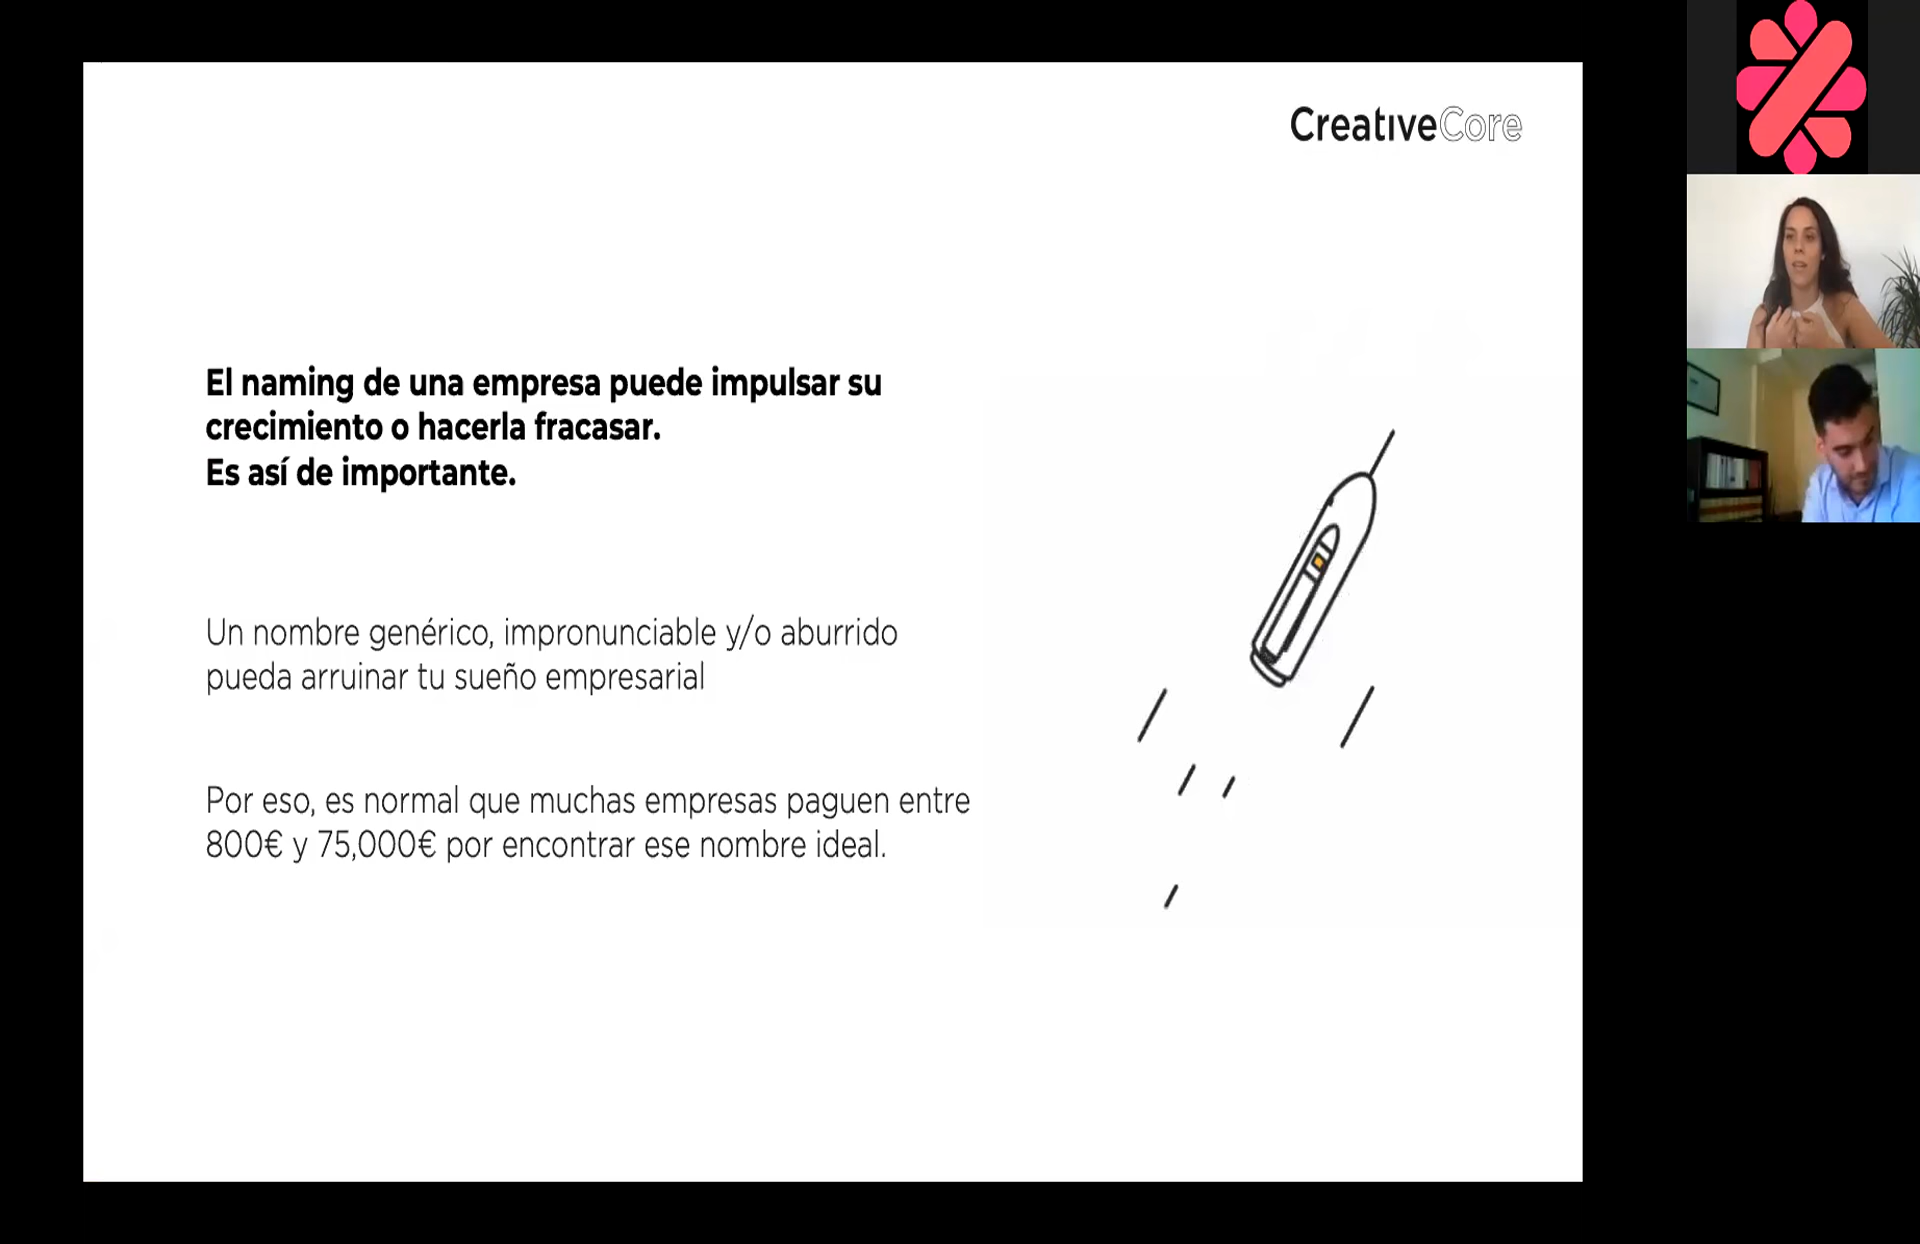 CreativeCore
El naming de una empresa puede impulsar su
crecimiento o hacerla fracasar.
Es así de importante.
Un nombre genérico, impronunciable y/o aburrido
pueda arruinar tu sueño empresarial
Por eso, es normal que muchas empresas paguen entre
800€ y 75,000€ por encontrar ese nombre ideal.